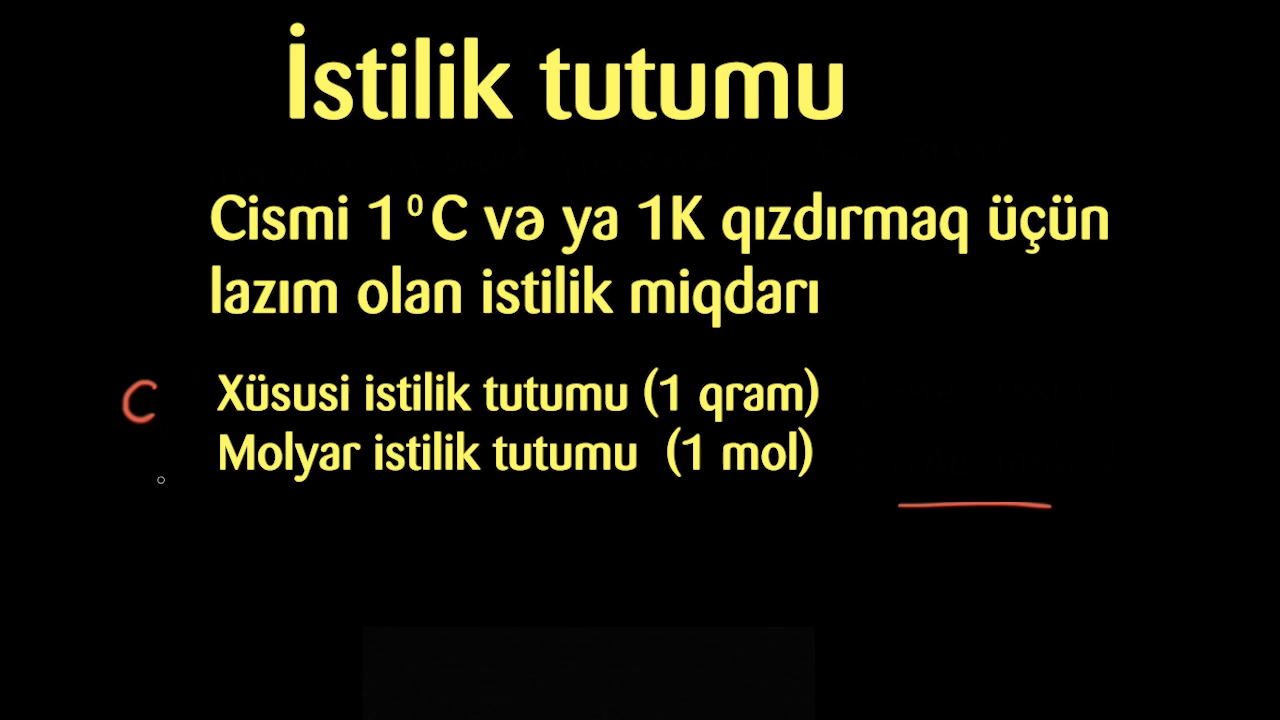 İstilik tutumu
Cismi 1⁰C və ya 1K qızdırmaq üçün
lazım olan istilik miqdarı
C Xüsusi istilik tutumu (1 qram)
Molyar istilik tutumu (1 mol)